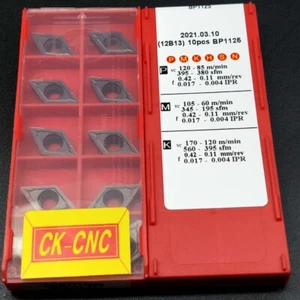 BP1125
2021.03.10
(12B13) 10pcs BP1125
P M K H S N
P vc 120 - 85 m/min
395 - 380 sfm
0.42 - 0.11 mm/rev
f 0.017 - 0.004 IPR
M vc 105 - 60 m/min
345 - 195 sfm
0.42 - 0.11 mm/rev
f 0.017 - 0.004 IPR
K vc 170 - 120 m/min
560 - 395 sfm
0.42 - 0.11 mm/rev
f 0.017 - 0.004 IPR
CK-CNC